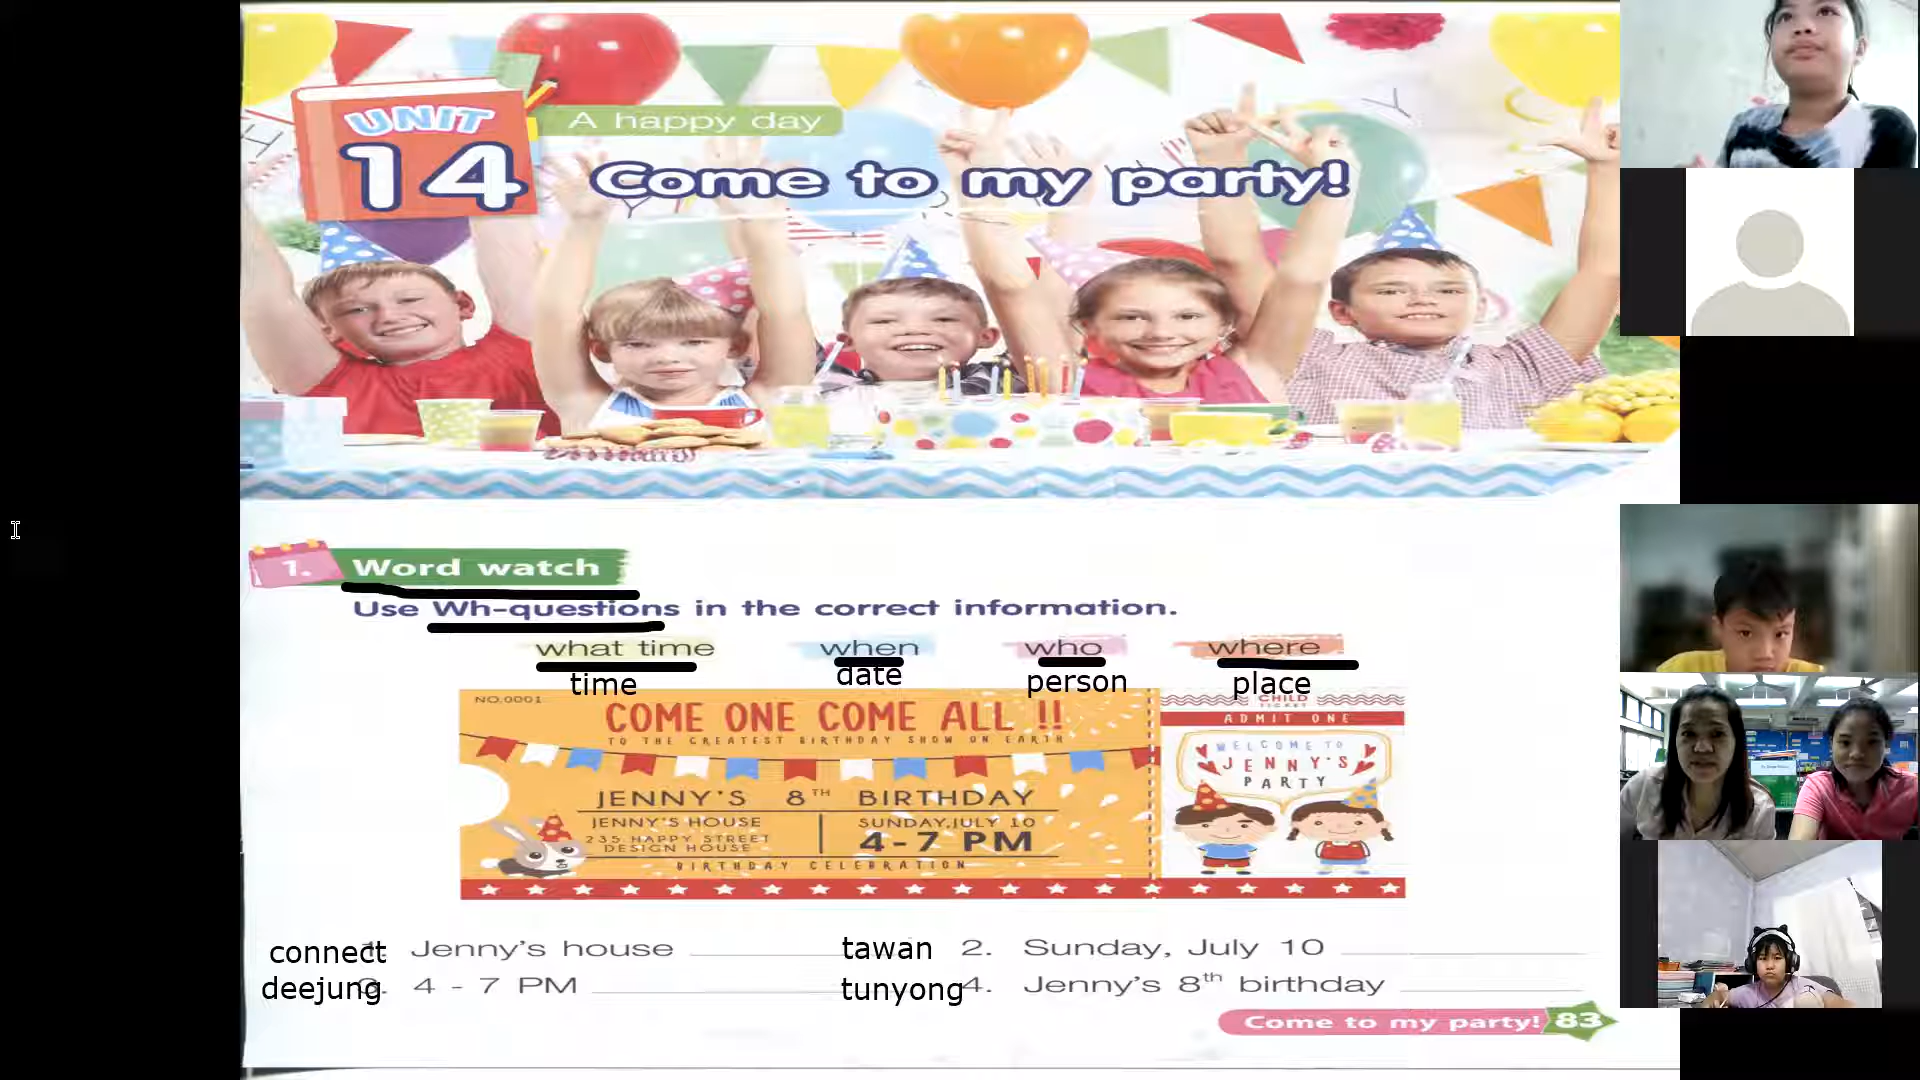 UNIT
14
A happy day
Come to my party!
1. Word watch
Use Wh-questions in the correct information.
what time when who where
time date person place
NO.0001
COME ONE COME ALL !!
TO THE GREATEST BIRTHDAY SHOW ON EARTH
JENNY'S 8TH BIRTHDAY
JENNY'S HOUSE
235 HAPPY STREET
DESIGN HOUSE
SUNDAY, JULY 10
4-7 PM
BIRTHDAY CELEBRATION
CHILD
TICKET
ADMIT ONE
WELCOME TO
JENNY'S
PARTY
connect 1. Jenny's house tawan 2. Sunday, July 10
deejung 3. 4 - 7 PM tunyong 4. Jenny's 8th birthday
Come to my party! 83